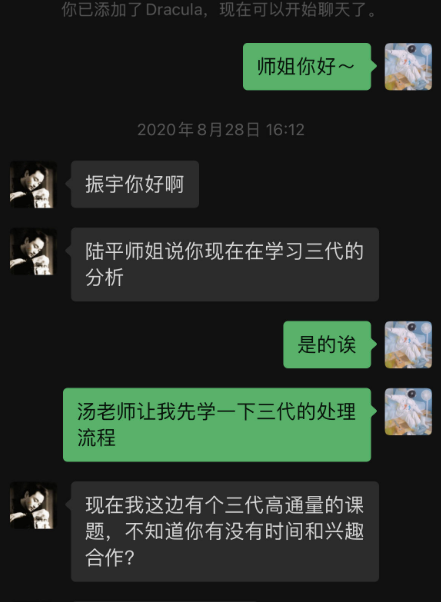 你已添加了Dracula，现在可以开始聊天了。
师姐你好～
2020年8月28日 16:12
振宇你好啊
陆平师姐说你现在在学习三代的
分析
是的诶
汤老师让我先学一下三代的处理
流程
现在我这边有个三代高通量的课
题，不知道你有没有时间和兴趣
合作？